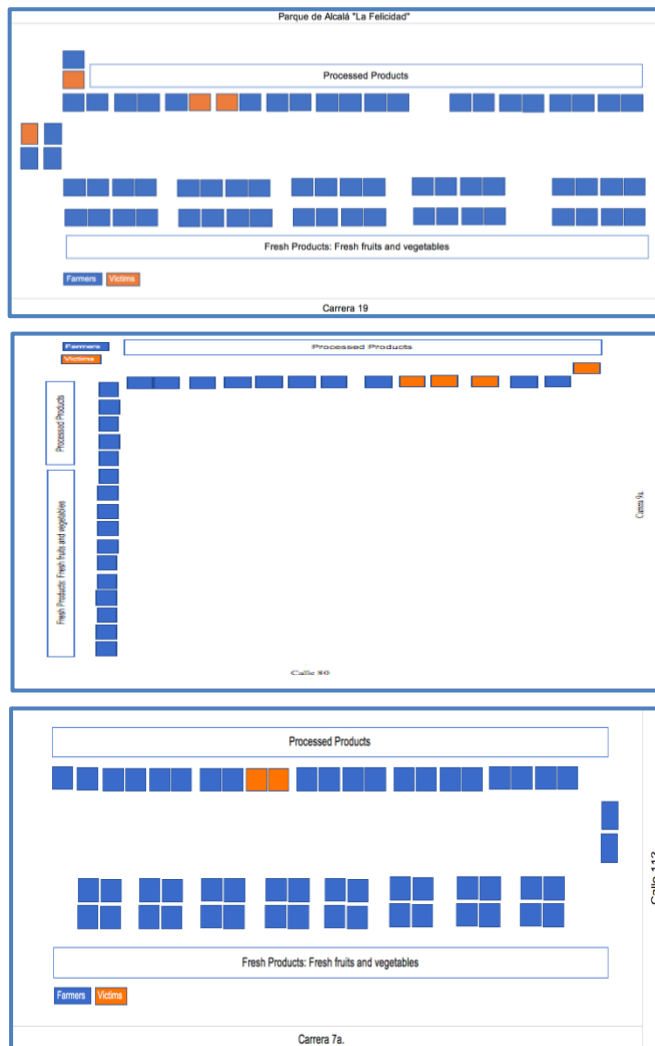 Parque de Alcalá "La Felicidad"
Processed Products
Fresh Products: Fresh fruits and vegetables
Farmers Victims
Carrera 19
Farmers
Victims
Processed Products
Processed Products
Fresh Products: Fresh fruits and vegetables
Carrera 9a.
Calle 80
Processed Products
Calle 113
Fresh Products: Fresh fruits and vegetables
Farmers Victims
Carrera 7a.